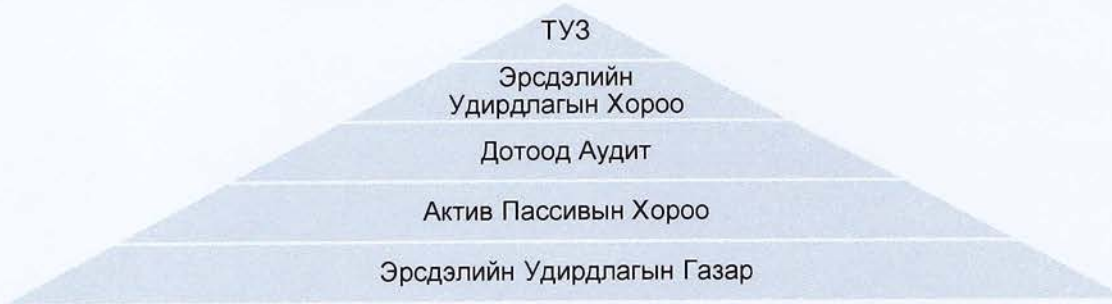 ТУЗ
Эрсдэлийн
Удирдлагын Хороо
Дотоод Аудит
Актив Пассивын Хороо
Эрсдэлийн Удирдлагын Газар